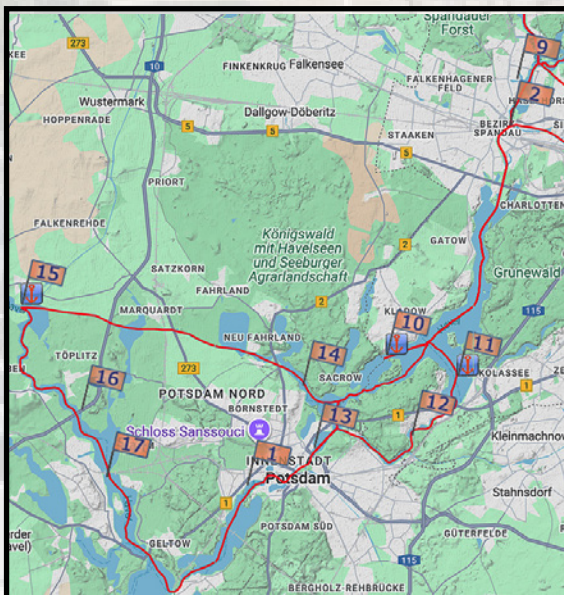 Spandauer
Forst
9
273
10
FINKENKRUG
Falkensee
FALKENHAGENER
FELD
2
Wustermark
HOPPENRADE
Dallgow-Döberitz
BEZIRK
SPANDAU
5
5
STAAKEN
5
PRIORT
CHARLOTTEN
FALKENREHDE
Königswald
mit Havelseen
und Seeburger
Agrarlandschaft
2
GATOW
Grunewald
SATZKORN
FAHRLAND
15
2
115
MARQUARDT
NEU FAHRLAND
10
11
TÖPLITZ
273
14
KOLASSEE
SACROW
16
POTSDAM NORD
12
BORNSTEDT
1
13
Schloss Sanssouci
Kleinmachnow
17
1
Potsdam
Stahnsdorf
1
POTSDAM SÜD
GELTOW
GÜTERFELDE
115
BERGHOLZ-REHBRÜCKE